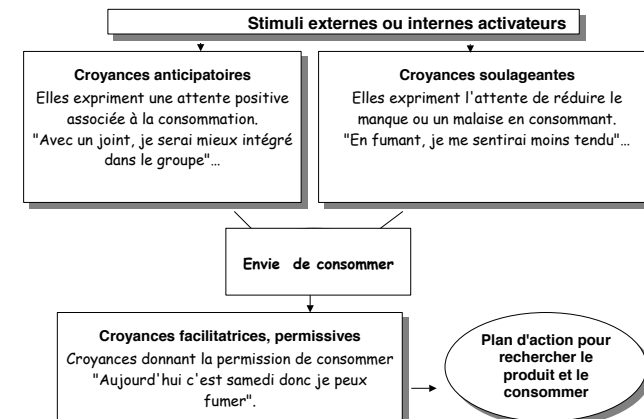 Stimuli externes ou internes activateurs
Croyances anticipatoires
Elles expriment une attente positive
associée à la consommation.
"Avec un joint, je serai mieux intégré
dans le groupe"...
Croyances soulageantes
Elles expriment l'attente de réduire le
manque ou un malaise en consommant.
"En fumant, je me sentirai moins tendu"...
Envie de consommer
Croyances facilitatrices, permissives
Croyances donnant la permission de consommer
"Aujourd'hui c'est samedi donc je peux
fumer".
Plan d'action pour
rechercher le
produit et le
consommer